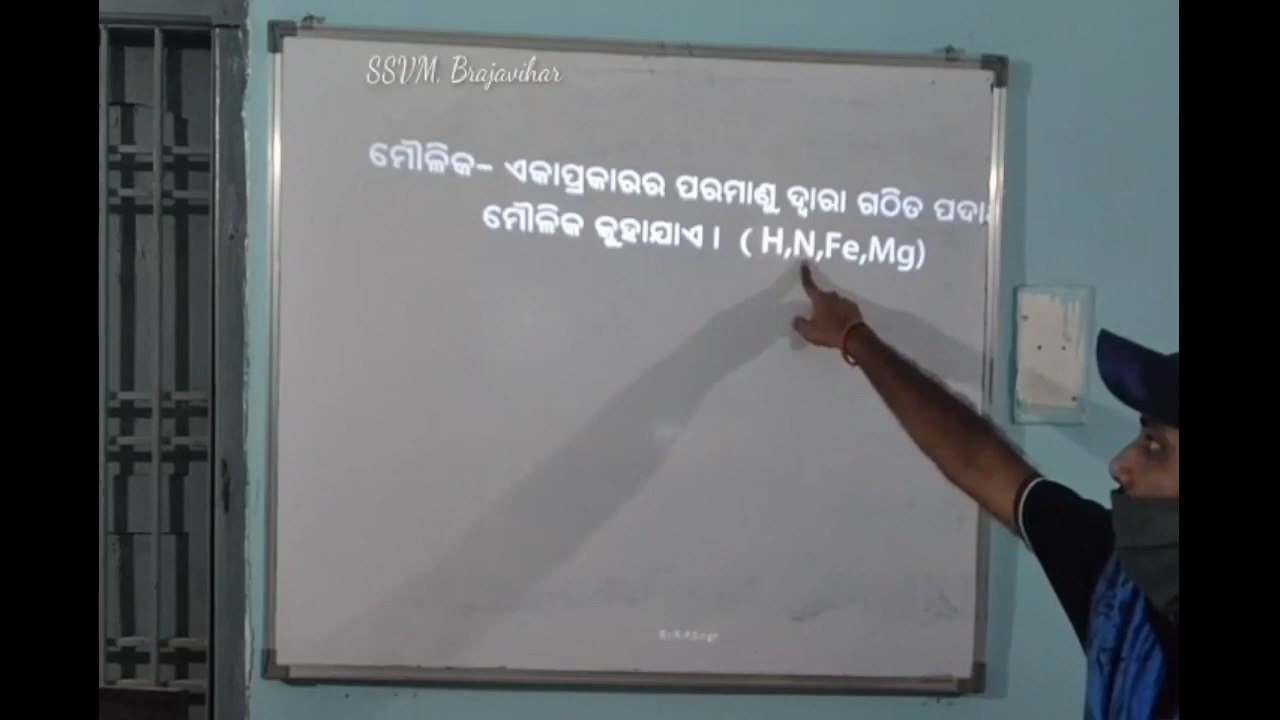 SSVM, Brajavihar
ମୌଳିକ- ଏକାପ୍ରକାରର ପରମାଣୁ ଦ୍ୱାରା ଗଠିତ
ମୌଳିକ କୁହାଯାଏ । ( H,N,Fe,Mg)